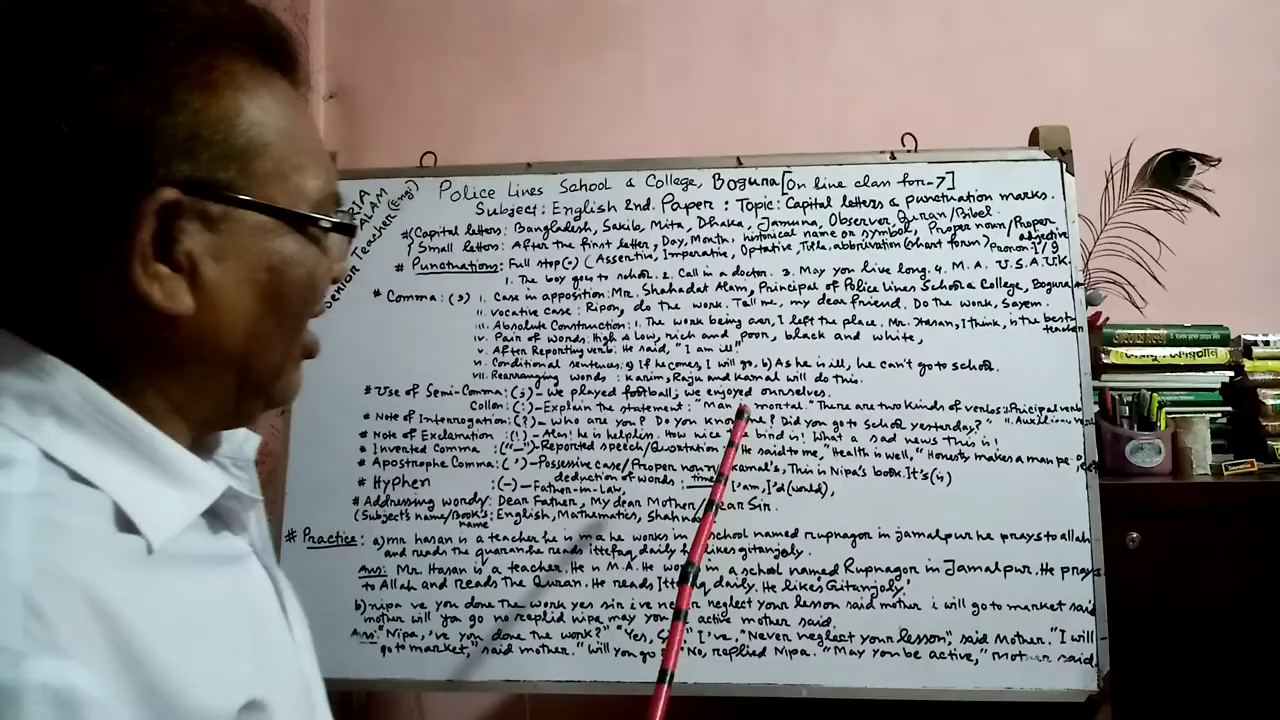 RIA
ALAM
SENIOR Teacher (Eng)
Police Lines School & College, Bogura [On line class for-7]
Subject: English 2nd. Paper : Topic: Capital letters & punctuation marks.
# Capital letters: Bangladesh, Sakib, Mita, Dhaka, Jamuna, Observer, Quran/Bibel.
Small letters: After the first letter, Day, Month, historical name or symbol, Proper noun/Proper adjective
# Punctuations: Full stop(.) (Assertive, Imperative, Optative, Title, abbriviation (short form) Pronoun-I/9
1. The boy goes to school. 2. Call in a doctor. 3. May you live long. 4. M.A. U.S.A. U.K.
# Comma: (,) i. Case in apposition: Mr. Shahadat Alam, Principal of Police Lines School & College, Bogura
ii. vocative case: Ripon, do the work. Tell me, my dear friend. Do the work, Sayem.
iii. Absolute Construction: 1. The work being over, I left the place. Mr. Hasan, I think, is the best teacher
iv. Pair of words: High & low, rich and poor, black and white,
v. After Reporting verb: He said, "I am ill"
vi. Conditional sentences: a) If he comes, I will go, b) As he is ill, he can't go to school.
vii. Rearranging words: Karim, Raju and Kamal will do this.
# Use of Semi-Comma: (;) - we played football; we enjoyed ourselves.
Collon: (:) - Explain the statement: "Man mortal." There are two kinds of verbs: Pricipal verb
# Note of Interrogation: (?) - Who are you? Do you know me? Did you go to school yesterday? "Auxiliary
# Note of Exclamation (!) - Alas! he is helpless. How nice the bird is! What a sad news this is!
# Inverted Comma ("—") - Reported speech/Quotation He said to me, "Health is well," "Honesty makes a man
# Apostrophe Comma: (') - Possessive case/Proper noun Kamal's, This is Nipa's book. It's (is)
deduction of words: I'am, I'd (would),
# Hyphen :(-) - Father-in-Law,
# Addressing words: Dear Father, My dear Mother/Dear Sir.
(Subject's name/Book's name: English, Mathematics,
# Practice: a) mr hasan is a teacher he is m a he works in school named rupnagor in jamalpur he prays to allah
and reads the quaran he reads ittefaq daily he likes gitanjoly.
Ans: Mr. Hasan is a teacher. He is M.A. He works a school named Rupnagor in Jamalpur. He prays
to Allah and reads the Quran. He reads Ittefaq daily. He likes 'Gitanjoly.'
b) nipa ve you done the work yes sir i ve never neglect your lesson said mother i will go to market said
mother will you go no replid nipa may you active mother said.
Ans: "Nipa, 've you done the work?" "Yes, Sir," I've, "Never neglect your lesson," said Mother. "I will
go to market," said mother. "Will you go "No, replied Nipa. "May you be active," Mother said.